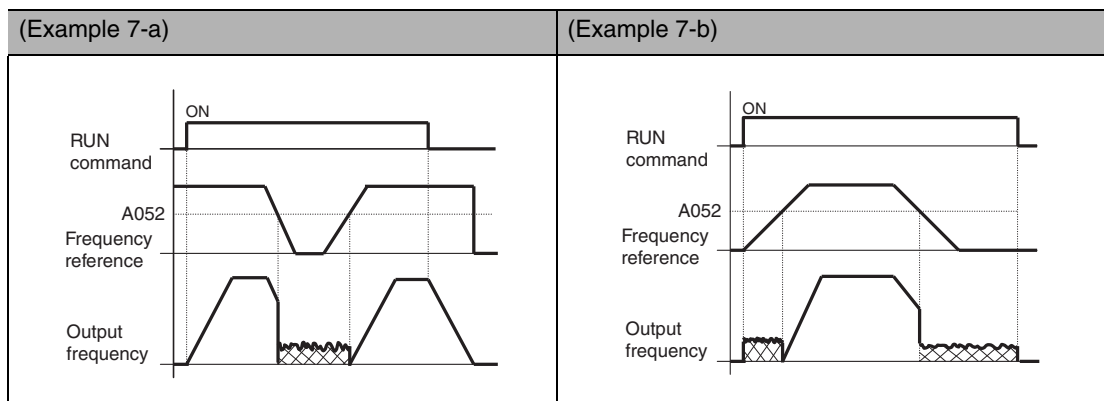 (Example 7-a)
ON
RUN
command
A052
Frequency
reference
Output
frequency
(Example 7-b)
ON
RUN
command
A052
Frequency
reference
Output
frequency